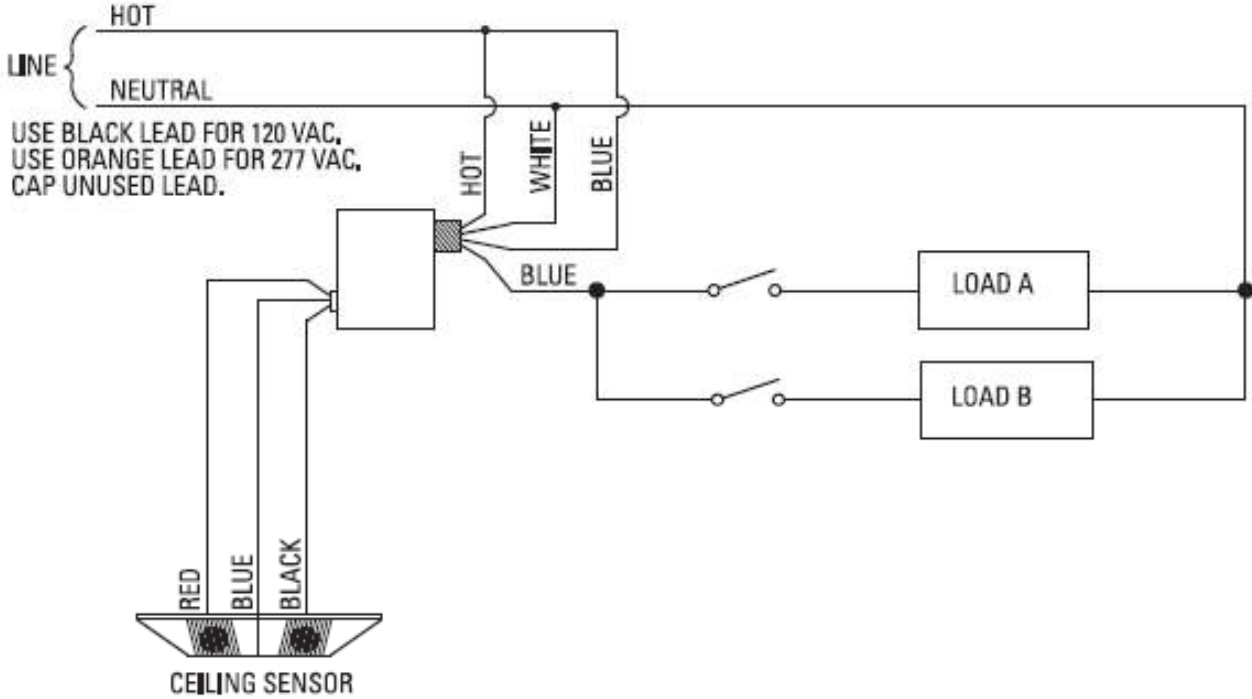 HOT
LINE
NEUTRAL
USE BLACK LEAD FOR 120 VAC.
USE ORANGE LEAD FOR 277 VAC.
CAP UNUSED LEAD.
HOT
WHITE
BLUE
BLUE
LOAD A
LOAD B
RED
BLUE
BLACK
CEILING SENSOR